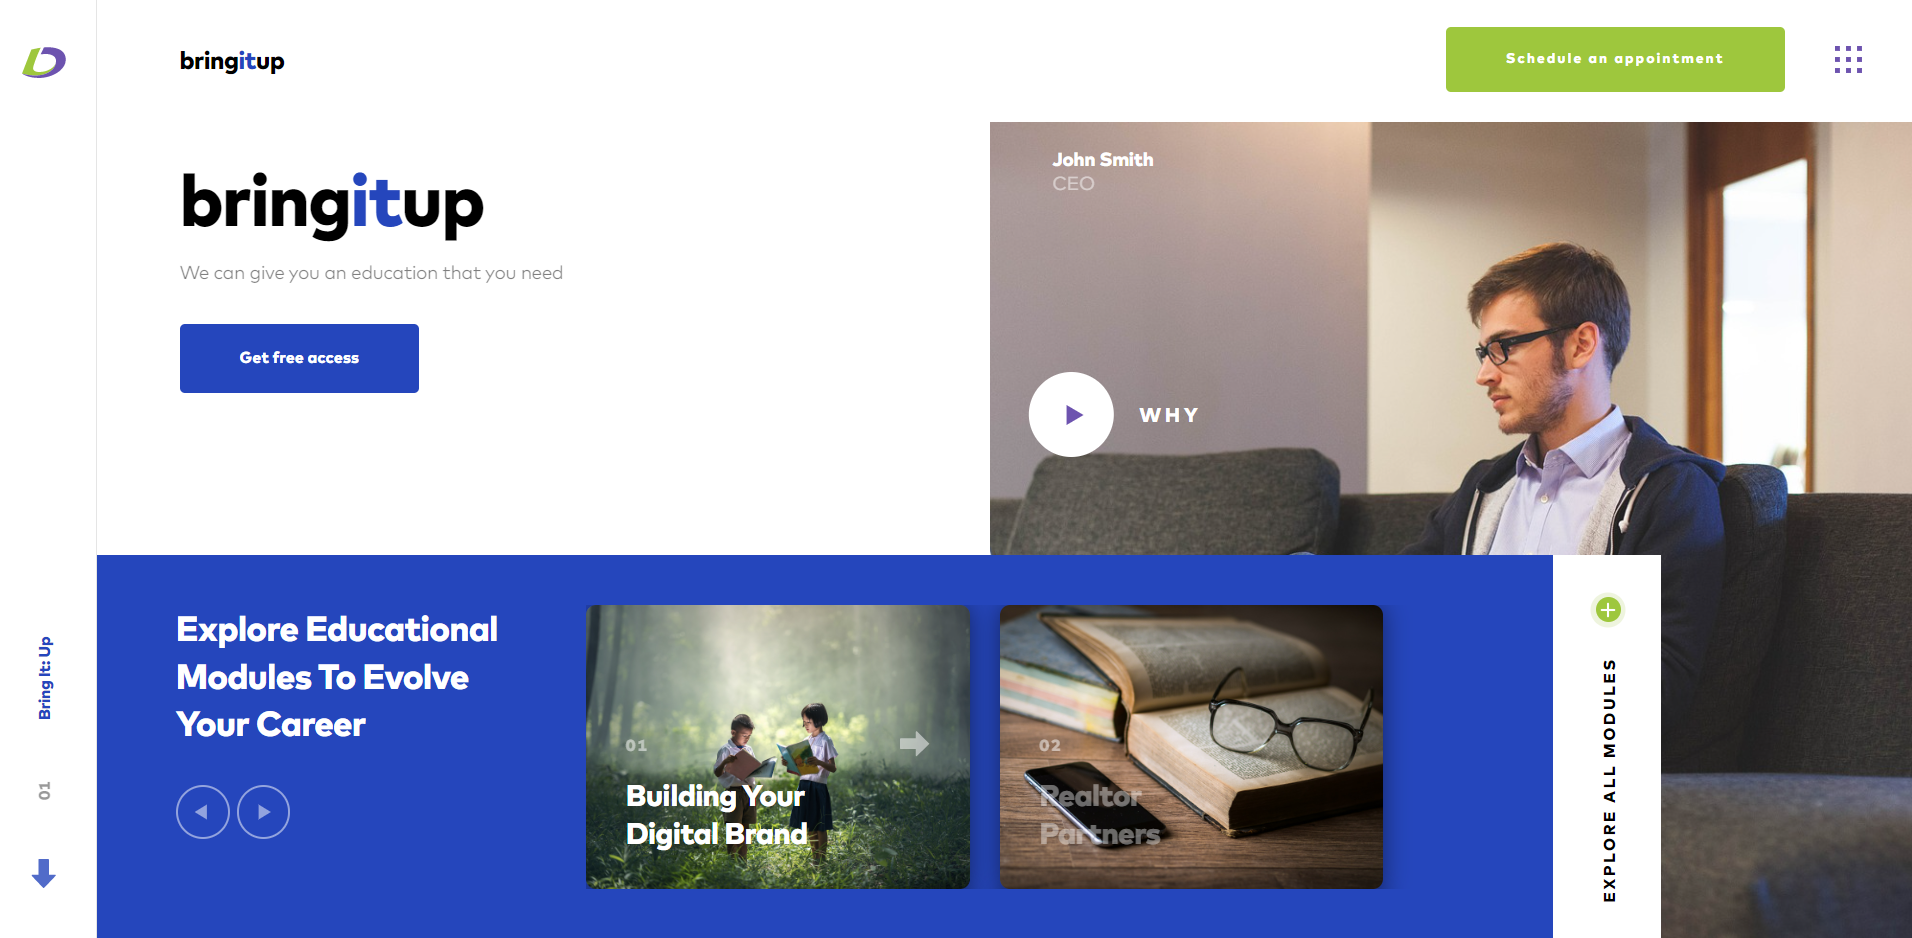 bringitup
Schedule an appointment
bringitup
We can give you an education that you need
Get free access
John Smith
CEO
WHY
Explore Educational
Modules To Evolve
Your Career
01
Building Your
Digital Brand
02
Realtor
Partners
EXPLORE ALL MODULES
Bring It: Up
01